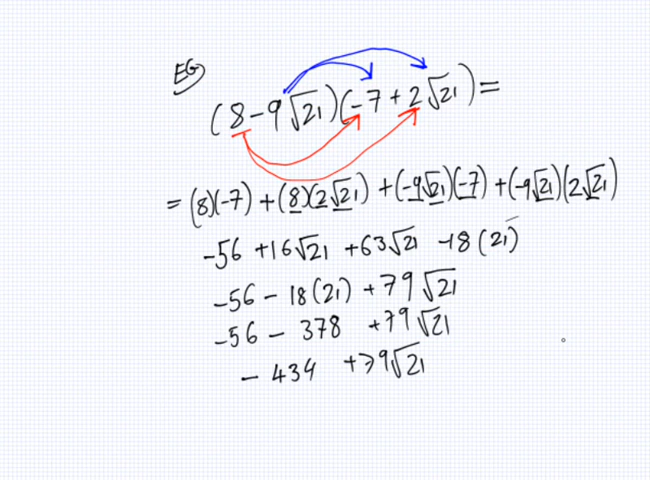 EG)
(8-9√21)(-7+2√21)=
= (8)(-7) + (8)(2√21) + (-9√21)(-7) + (-9√21)(2√21)
-56 +16√21 +63√21 -18(21)
-56 - 18(21) +79√21
-56 - 378 +79√21
- 434 +79√21